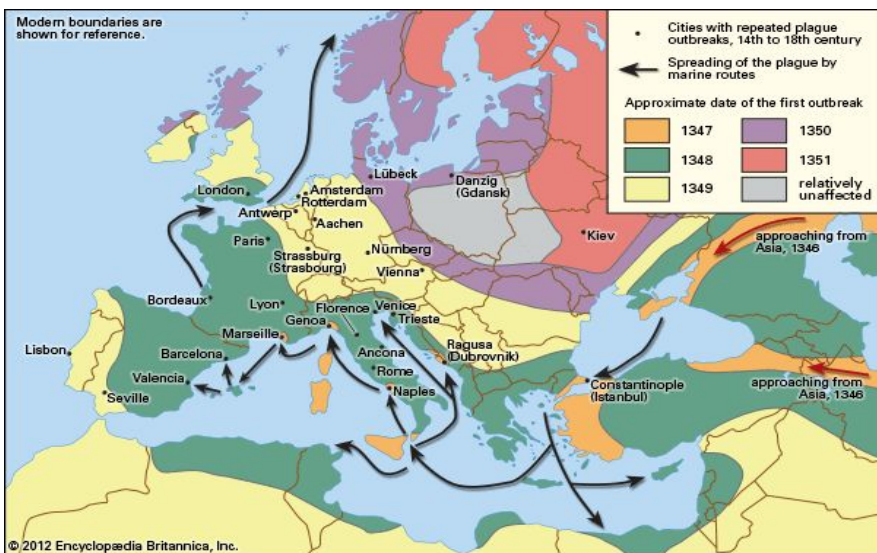 Modern boundaries are
shown for reference.
Cities with repeated plague
outbreaks, 14th to 18th century
Spreading of the plague by
marine routes
Approximate date of the first outbreak
1347
1350
1348
1351
1349
relatively
unaffected
Lübeck
Danzig
(Gdansk)
London
Amsterdam
Rotterdam
Antwerp
Aachen
Kiev
Paris
Nürnberg
Strassburg
(Strasbourg)
Vienna
approaching from
Asia, 1346
Bordeaux
Lyon
Florence
Venice
Trieste
Genoa
Marseille
Ragusa
(Dubrovnik)
Lisbon
Barcelona
Ancona
Rome
Valencia
Constantinople
(Istanbul)
approaching from
Asia, 1346
Seville
Naples
© 2012 Encyclopædia Britannica, Inc.